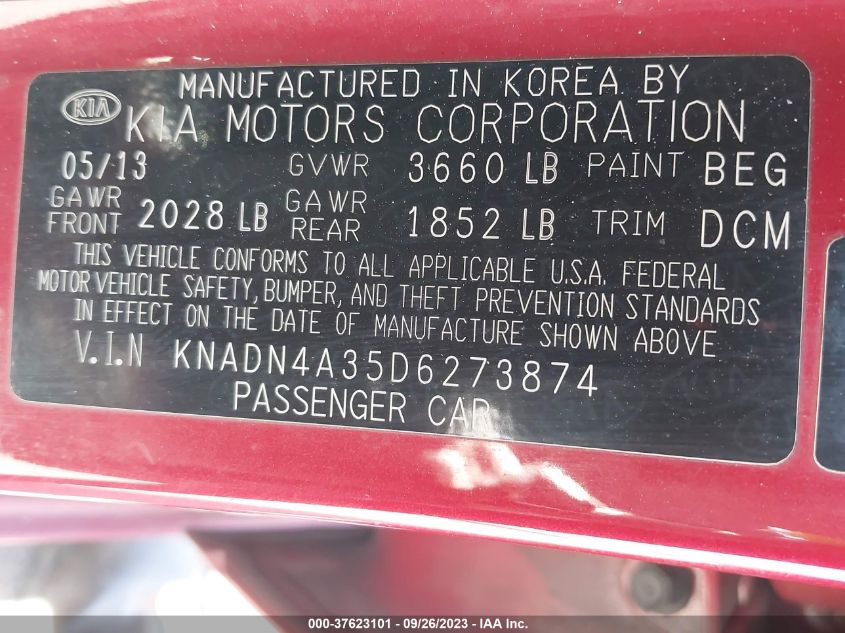 MANUFACTURED IN KOREA BY
KIA KIA MOTORS CORPORATION
05/13 GVWR 3660 LB PAINT BEG
GAWR FRONT 2028 LB GAWR REAR 1852 LB TRIM DCM
THIS VEHICLE CONFORMS TO ALL APPLICABLE U.S.A. FEDERAL
MOTOR VEHICLE SAFETY, BUMPER, AND THEFT PREVENTION STANDARDS
IN EFFECT ON THE DATE OF MANUFACTURE SHOWN ABOVE
V.I.N KNADN4A35D6273874
PASSENGER CAR
000-37623101 - 09/26/2023 - IAA Inc.